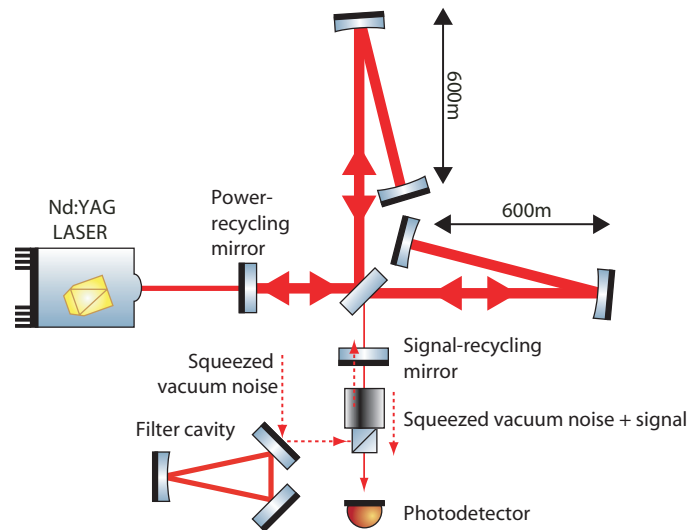 600m
Nd:YAG
LASER
Power-
recycling
mirror
600m
Signal-recycling
mirror
Squeezed
vacuum noise
Squeezed vacuum noise + signal
Filter cavity
Photodetector